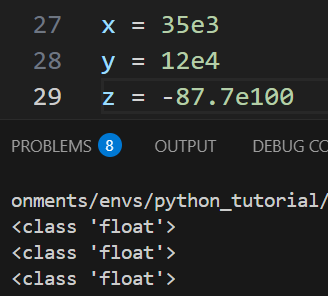 27 x = 35e3
28 y = 12e4
29 z = -87.7e100
PROBLEMS 8 OUTPUT DEBUG CO
onments/envs/python_tutorial/
<class 'float'>
<class 'float'>
<class 'float'>